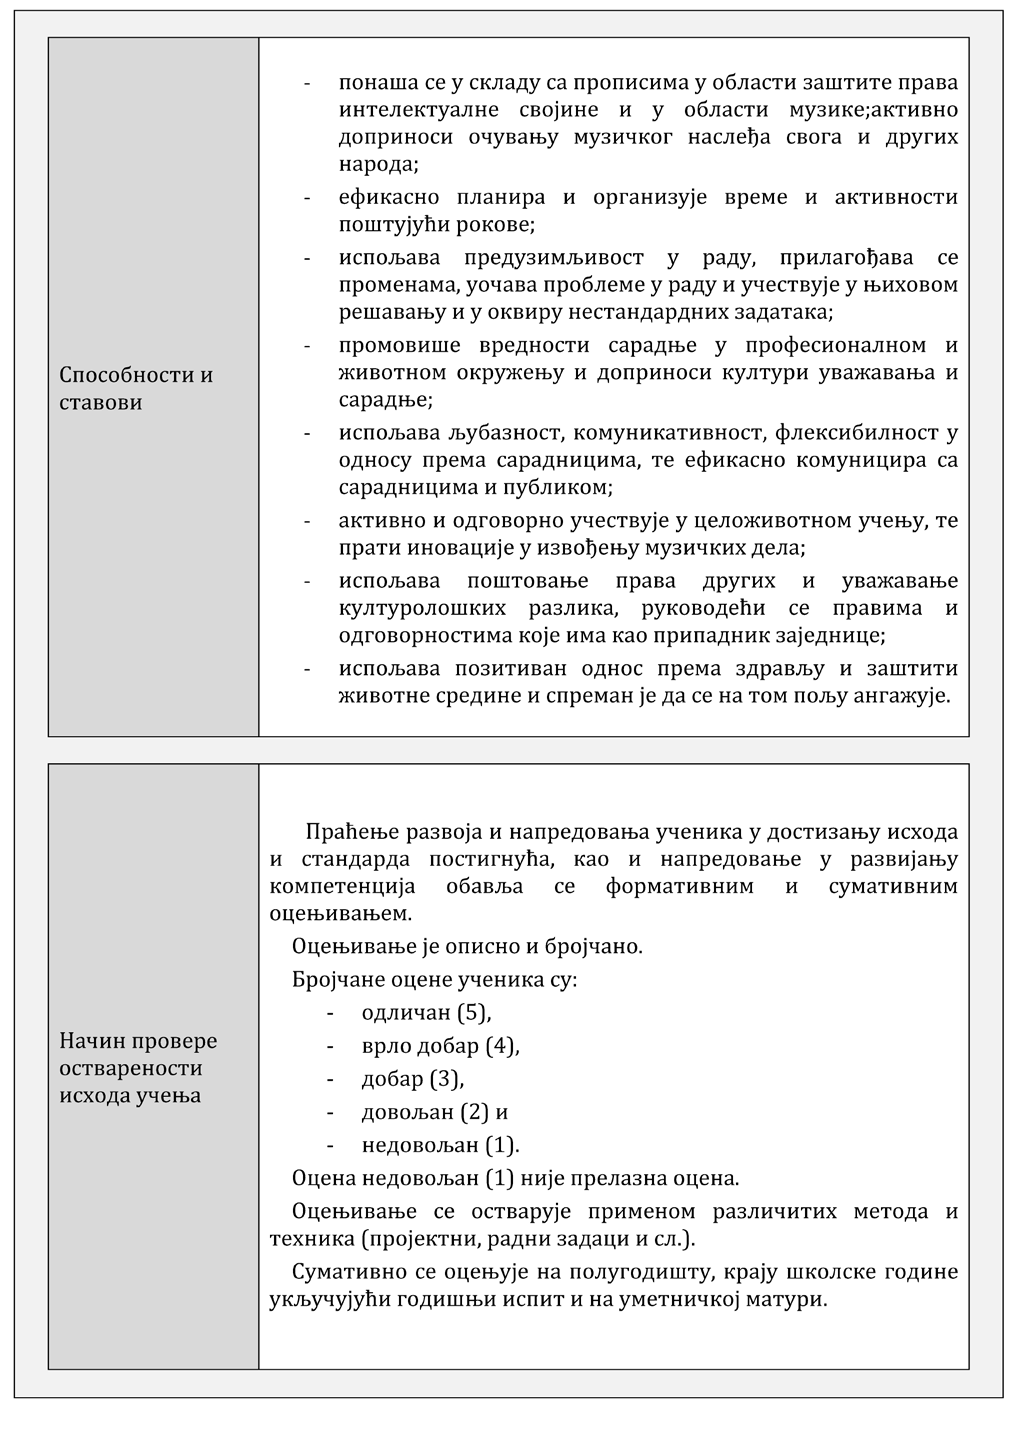 Способности и
ставови
- понаша се у складу са прописима у области заштите права
интелектуалне својине и у области музике;активно
доприноси очувању музичког наслеђа свога и других
народа;
- ефикасно планира и организује време и активности
поштујући рокове;
- испољава предузимљивост у раду, прилагођава се
променама, уочава проблеме у раду и учествује у њиховом
решавању и у оквиру нестандардних задатака;
- промовише вредности сарадње у професионалном и
животном окружењу и доприноси култури уважавања и
сарадње;
- испољава љубазност, комуникативност, флексибилност у
односу према сарадницима, те ефикасно комуницира са
сарадницима и публиком;
- активно и одговорно учествује у целоживотном учењу, те
прати иновације у извођењу музичких дела;
- испољава поштовање права других и уважавање
културолошких разлика, руководећи се правима и
одговорностима које има као припадник заједнице;
- испољава позитиван однос према здрављу и заштити
животне средине и спреман је да се на том пољу ангажује.
Начин провере
остварености
исхода учења
Праћење развоја и напредовања ученика у достизању исхода
и стандарда постигнућа, као и напредовање у развијању
компетенција обавља се формативним и сумативним
оцењивањем.
Оцењивање је описно и бројчано.
Бројчане оцене ученика су:
- одличан (5),
- врло добар (4),
- добар (3),
- довољан (2) и
- недовољан (1).
Оцена недовољан (1) није прелазна оцена.
Оцењивање се остварује применом различитих метода и
техника (пројектни, радни задаци и сл.).
Сумативно се оцењује на полугодишту, крају школске године
укључујући годишњи испит и на уметничкој матури.